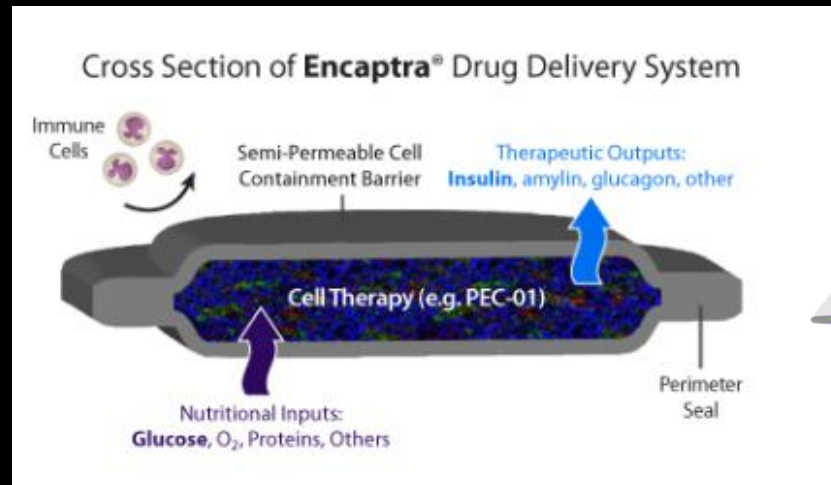 Cross Section of Encaptra® Drug Delivery System
Immune
Cells
Semi-Permeable Cell
Containment Barrier
Therapeutic Outputs:
Insulin, amylin, glucagon, other
Cell Therapy (e.g. PEC-01)
Perimeter
Seal
Nutritional Inputs:
Glucose, O₂, Proteins, Others